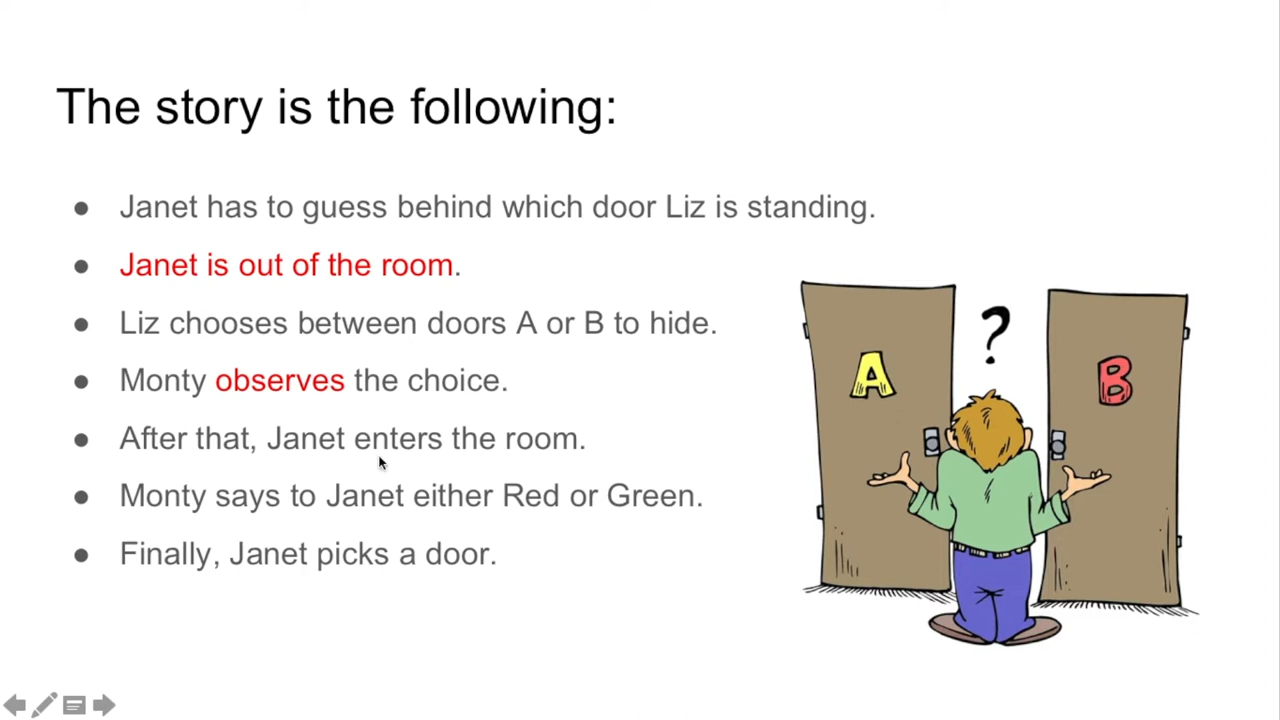 The story is the following:
● Janet has to guess behind which door Liz is standing.
● Janet is out of the room.
● Liz chooses between doors A or B to hide.
● Monty observes the choice.
● After that, Janet enters the room.
● Monty says to Janet either Red or Green.
● Finally, Janet picks a door.
?
A
B